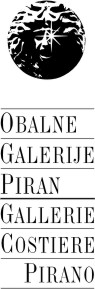 OBALNE
GALERIJE
PIRAN
GALLERIE
COSTIERE
PIRANO